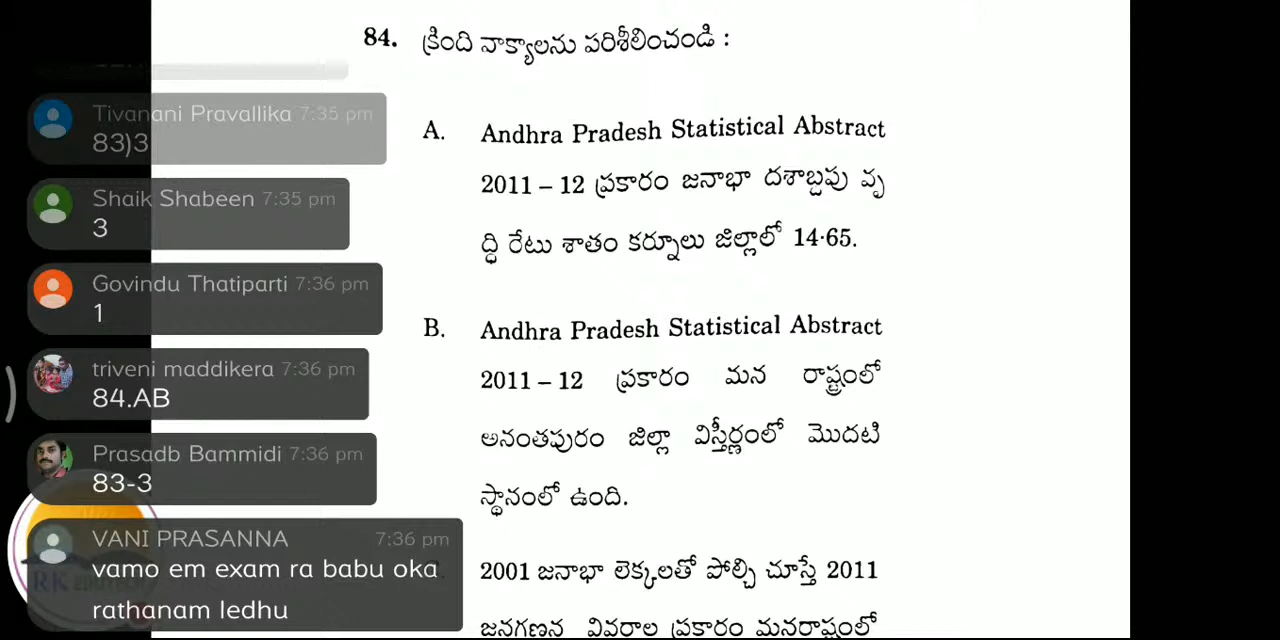 84. క్రింది వాక్యాలను పరిశీలించండి :
A. Andhra Pradesh Statistical Abstract
2011 – 12 ప్రకారం జనాభా దశాబ్దపు వృ
ద్ధి రేటు శాతం కర్నూలు జిల్లాలో 14·65.
B. Andhra Pradesh Statistical Abstract
2011 – 12 ప్రకారం మన రాష్ట్రంలో
అనంతపురం జిల్లా విస్తీర్ణంలో మొదటి
స్థానంలో ఉంది.
2001 జనాభా లెక్కలతో పోల్చి చూస్తే 2011
జనగణన వివరాల ప్రకారం మనరాష్ట్రంలో
Tivanani Pravallika 7:35 pm
83)3
Shaik Shabeen 7:35 pm
3
Govindu Thatiparti 7:36 pm
1
triveni maddikera 7:36 pm
84.AB
Prasadb Bammidi 7:36 pm
83-3
VANI PRASANNA 7:36 pm
vamo em exam ra babu oka
rathanam ledhu
RK